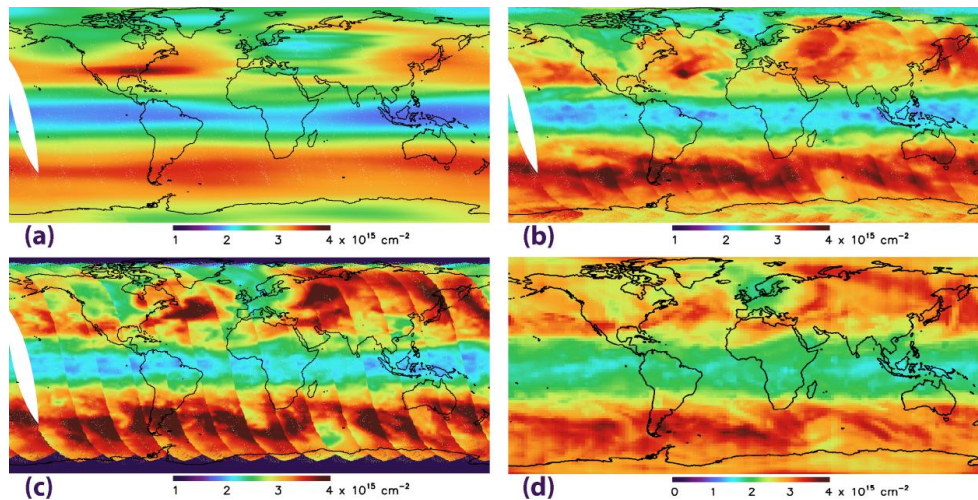 (a)
1 2 3 4 x 10¹⁵ cm⁻²
(b)
1 2 3 4 x 10¹⁵ cm⁻²
(c)
1 2 3 4 x 10¹⁵ cm⁻²
(d)
0 1 2 3 4 x 10¹⁵ cm⁻²